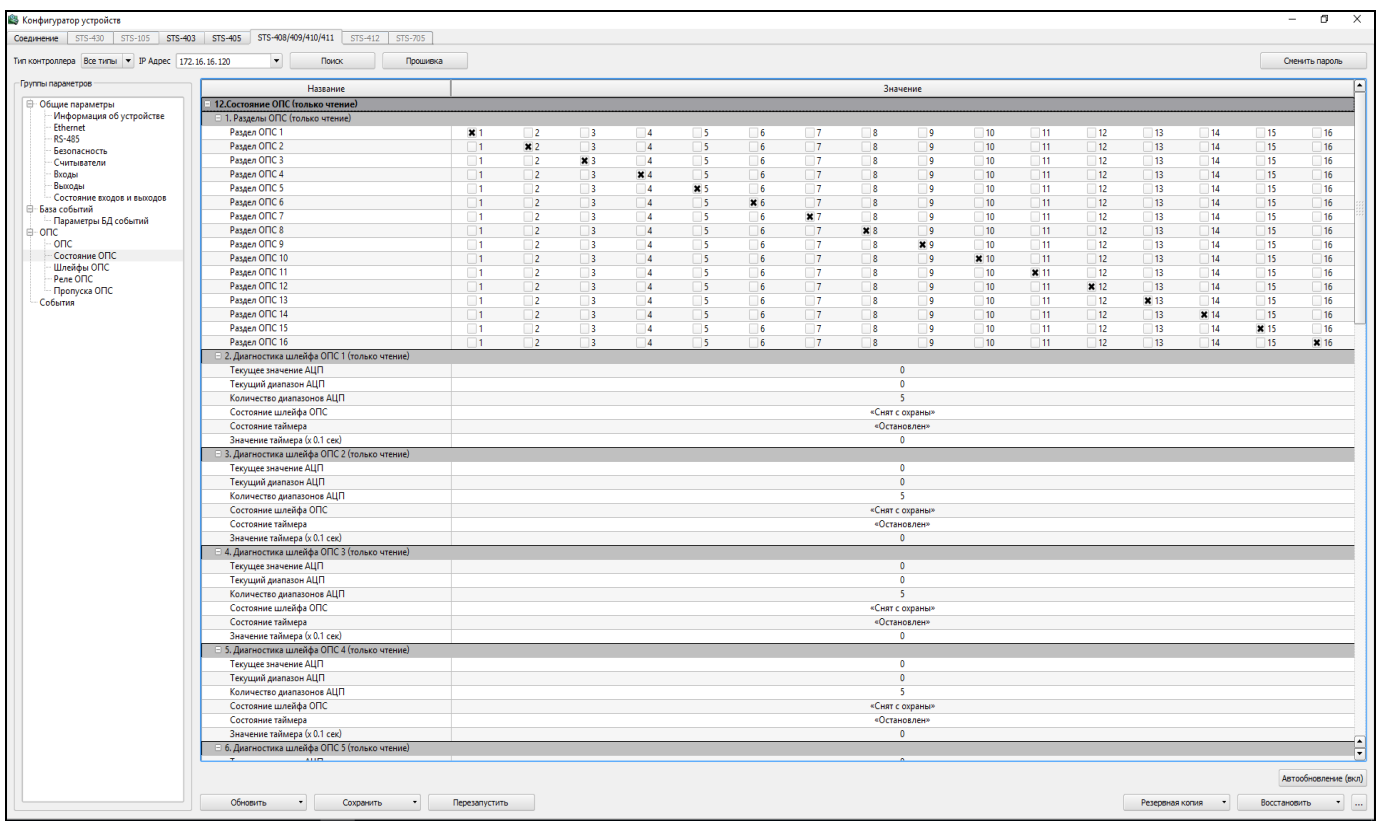 Конфигуратор устройств
Соединение STS-430 STS-105 STS-403 STS-405 STS-408/409/410/411 STS-412 STS-705
Тип контроллера Все типы IP Адрес 172.16.16.120 Поиск Прошивка Сменить пароль
Группы параметров
Общие параметры
Информация об устройстве
Ethernet
RS-485
Безопасность
Считыватели
Входы
Выходы
Состояние входов и выходов
База событий
Параметры БД событий
ОПС
ОПС
Состояние ОПС
Шлейфы ОПС
Реле ОПС
Пропуска ОПС
События
Название Значение
12.Состояние ОПС (только чтение)
1. Разделы ОПС (только чтение)
Раздел ОПС 1 1 2 3 4 5 6 7 8 9 10 11 12 13 14 15 16
Раздел ОПС 2 1 2 3 4 5 6 7 8 9 10 11 12 13 14 15 16
Раздел ОПС 3 1 2 3 4 5 6 7 8 9 10 11 12 13 14 15 16
Раздел ОПС 4 1 2 3 4 5 6 7 8 9 10 11 12 13 14 15 16
Раздел ОПС 5 1 2 3 4 5 6 7 8 9 10 11 12 13 14 15 16
Раздел ОПС 6 1 2 3 4 5 6 7 8 9 10 11 12 13 14 15 16
Раздел ОПС 7 1 2 3 4 5 6 7 8 9 10 11 12 13 14 15 16
Раздел ОПС 8 1 2 3 4 5 6 7 8 9 10 11 12 13 14 15 16
Раздел ОПС 9 1 2 3 4 5 6 7 8 9 10 11 12 13 14 15 16
Раздел ОПС 10 1 2 3 4 5 6 7 8 9 10 11 12 13 14 15 16
Раздел ОПС 11 1 2 3 4 5 6 7 8 9 10 11 12 13 14 15 16
Раздел ОПС 12 1 2 3 4 5 6 7 8 9 10 11 12 13 14 15 16
Раздел ОПС 13 1 2 3 4 5 6 7 8 9 10 11 12 13 14 15 16
Раздел ОПС 14 1 2 3 4 5 6 7 8 9 10 11 12 13 14 15 16
Раздел ОПС 15 1 2 3 4 5 6 7 8 9 10 11 12 13 14 15 16
Раздел ОПС 16 1 2 3 4 5 6 7 8 9 10 11 12 13 14 15 16
2. Диагностика шлейфа ОПС 1 (только чтение)
Текущее значение АЦП 0
Текущий диапазон АЦП 0
Количество диапазонов АЦП 5
Состояние шлейфа ОПС «Снят с охраны»
Состояние таймера «Остановлен»
Значение таймера (x 0.1 сек) 0
3. Диагностика шлейфа ОПС 2 (только чтение)
Текущее значение АЦП 0
Текущий диапазон АЦП 0
Количество диапазонов АЦП 5
Состояние шлейфа ОПС «Снят с охраны»
Состояние таймера «Остановлен»
Значение таймера (x 0.1 сек) 0
4. Диагностика шлейфа ОПС 3 (только чтение)
Текущее значение АЦП 0
Текущий диапазон АЦП 0
Количество диапазонов АЦП 5
Состояние шлейфа ОПС «Снят с охраны»
Состояние таймера «Остановлен»
Значение таймера (x 0.1 сек) 0
5. Диагностика шлейфа ОПС 4 (только чтение)
Текущее значение АЦП 0
Текущий диапазон АЦП 0
Количество диапазонов АЦП 5
Состояние шлейфа ОПС «Снят с охраны»
Состояние таймера «Остановлен»
Значение таймера (x 0.1 сек) 0
6. Диагностика шлейфа ОПС 5 (только чтение)
Автообновление (вкл)
Обновить Сохранить Перезапустить Резервная копия Восстановить ...